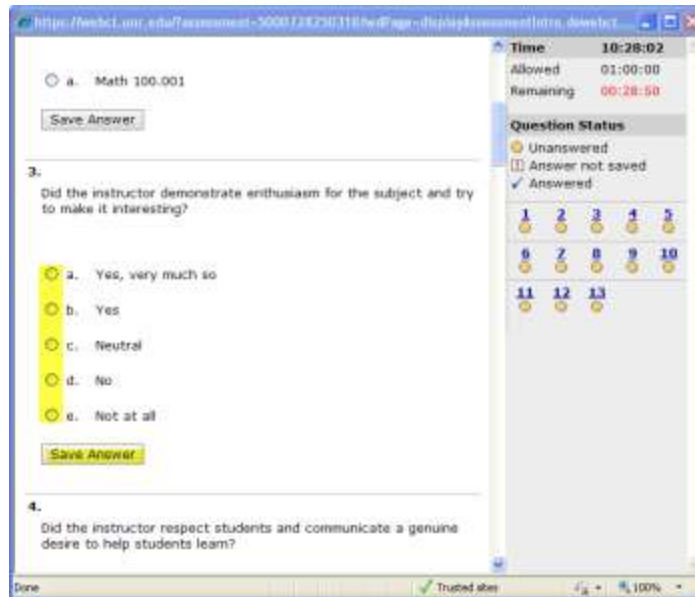 a. Math 100.001
Save Answer
3.
Did the instructor demonstrate enthusiasm for the subject and try
to make it interesting?
a. Yes, very much so
b. Yes
c. Neutral
d. No
e. Not at all
Save Answer
4.
Did the instructor respect students and communicate a genuine
desire to help students learn?
Time 10:28:02
Allowed 01:00:00
Remaining 00:28:50
Question Status
Unanswered
Answer not saved
Answered
1 2 3 4 5
6 7 8 9 10
11 12 13
Done Trusted sites 100%